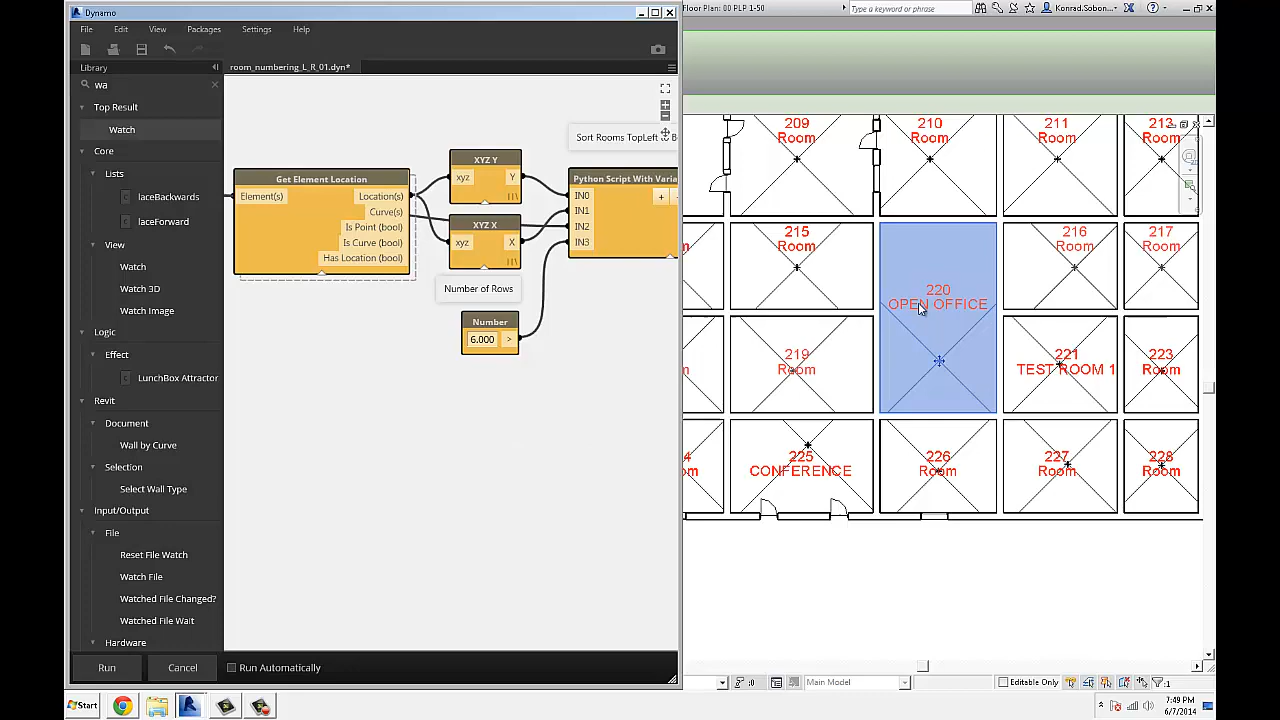 Dynamo
Floor Plan: 00 PLP 1-50
Type a keyword or phrase
Konrad.Sobon...
File Edit View Packages Settings Help
Library
room_numbering_L_R_01.dyn*
wa
Top Result
Watch
Core
Lists
laceBackwards
laceForward
View
Watch
Watch 3D
Watch Image
Logic
Effect
LunchBox Attractor
Revit
Document
Wall by Curve
Selection
Select Wall Type
Input/Output
File
Reset File Watch
Watch File
Watched File Changed?
Watched File Wait
Hardware
Get Element Location
Element(s)
Location(s)
Curve(s)
Is Point (bool)
Is Curve (bool)
Has Location (bool)
XYZ Y
xyz Y
XYZ X
xyz X
Number of Rows
Number
6.000 >
Sort Rooms TopLeft
Python Script With Varia
IN0 +
IN1
IN2
IN3
Run
Cancel
Run Automatically
209
Room
210
Room
211
Room
212
Room
215
Room
216
Room
217
Room
220
OPEN OFFICE
219
Room
221
TEST ROOM 1
223
Room
225
CONFERENCE
226
Room
227
Room
228
Room
:0
Main Model
Editable Only
:1
Start
7:49 PM
6/7/2014